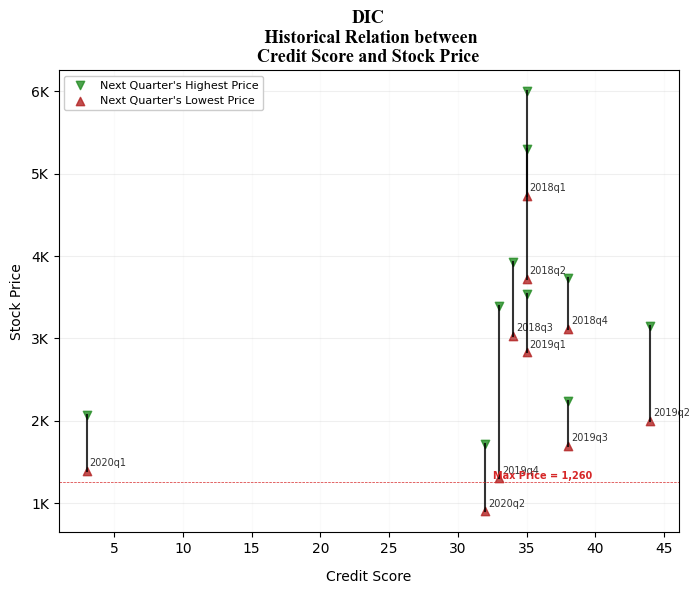 DIC
Historical Relation between
Credit Score and Stock Price
Next Quarter's Highest Price
Next Quarter's Lowest Price
6K
5K
4K
3K
2K
1K
Stock Price
2018q1
2018q2
2018q3
2018q4
2019q1
2019q2
2019q3
2019q4
2020q1
2020q2
Max Price = 1,260
5
10
15
20
25
30
35
40
45
Credit Score